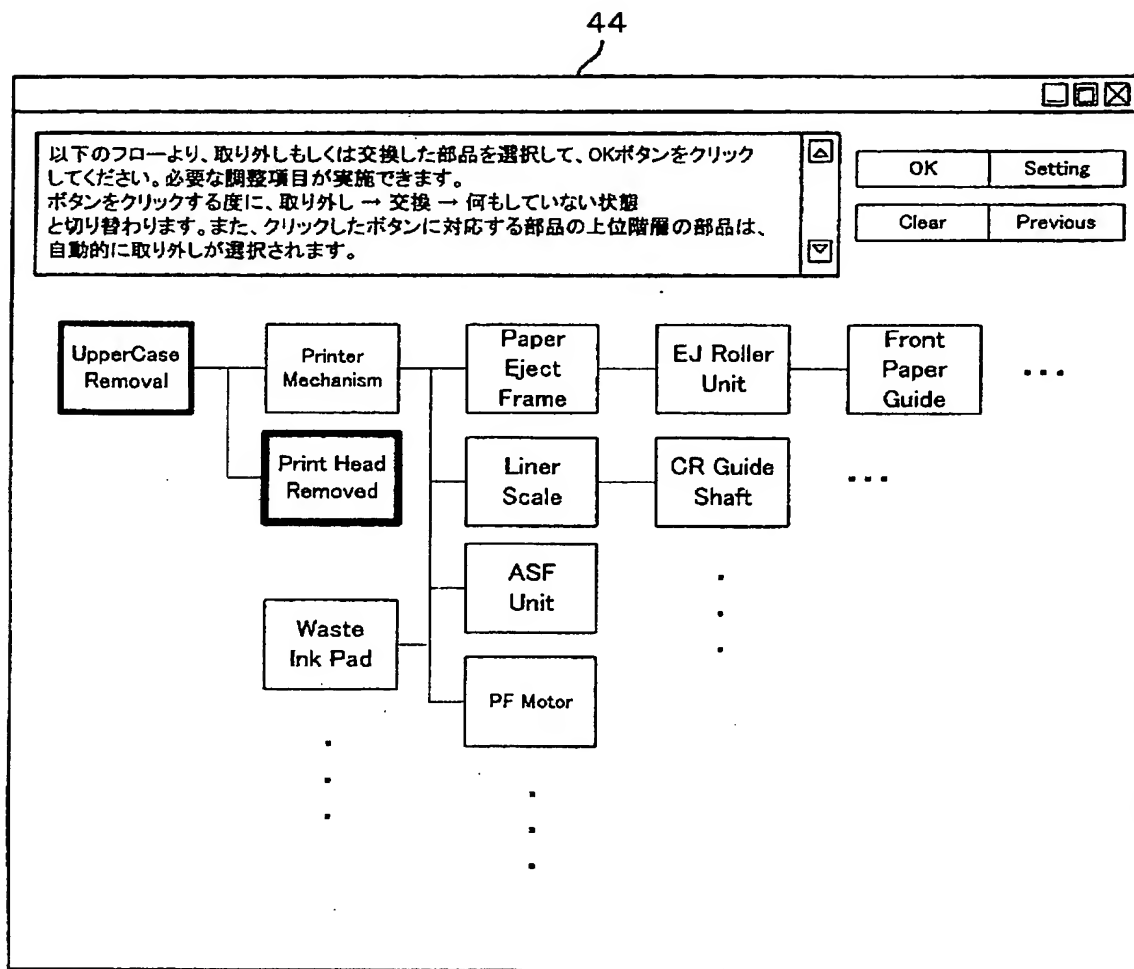 44
以下のフローより、取り外しもしくは交換した部品を選択して、OKボタンをクリック
してください。必要な調整項目が実施できます。
ボタンをクリックする度に、取り外し → 交換 → 何もしていない状態
と切り替わります。また、クリックしたボタンに対応する部品の上位階層の部品は、
自動的に取り外しが選択されます。
OK
Setting
Clear
Previous
UpperCase
Removal
Printer
Mechanism
Paper
Eject
Frame
EJ Roller
Unit
Front
Paper
Guide
Print Head
Removed
Liner
Scale
CR Guide
Shaft
ASF
Unit
Waste
Ink Pad
PF Motor